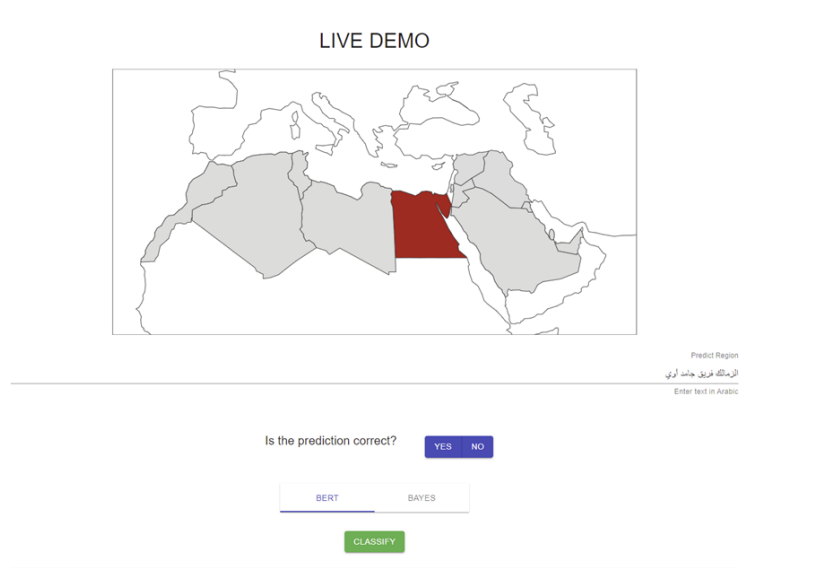 LIVE DEMO
Predict Region
الزمالك فريق جامد أوي
Enter text in Arabic
Is the prediction correct?
YES NO
BERT BAYES
CLASSIFY